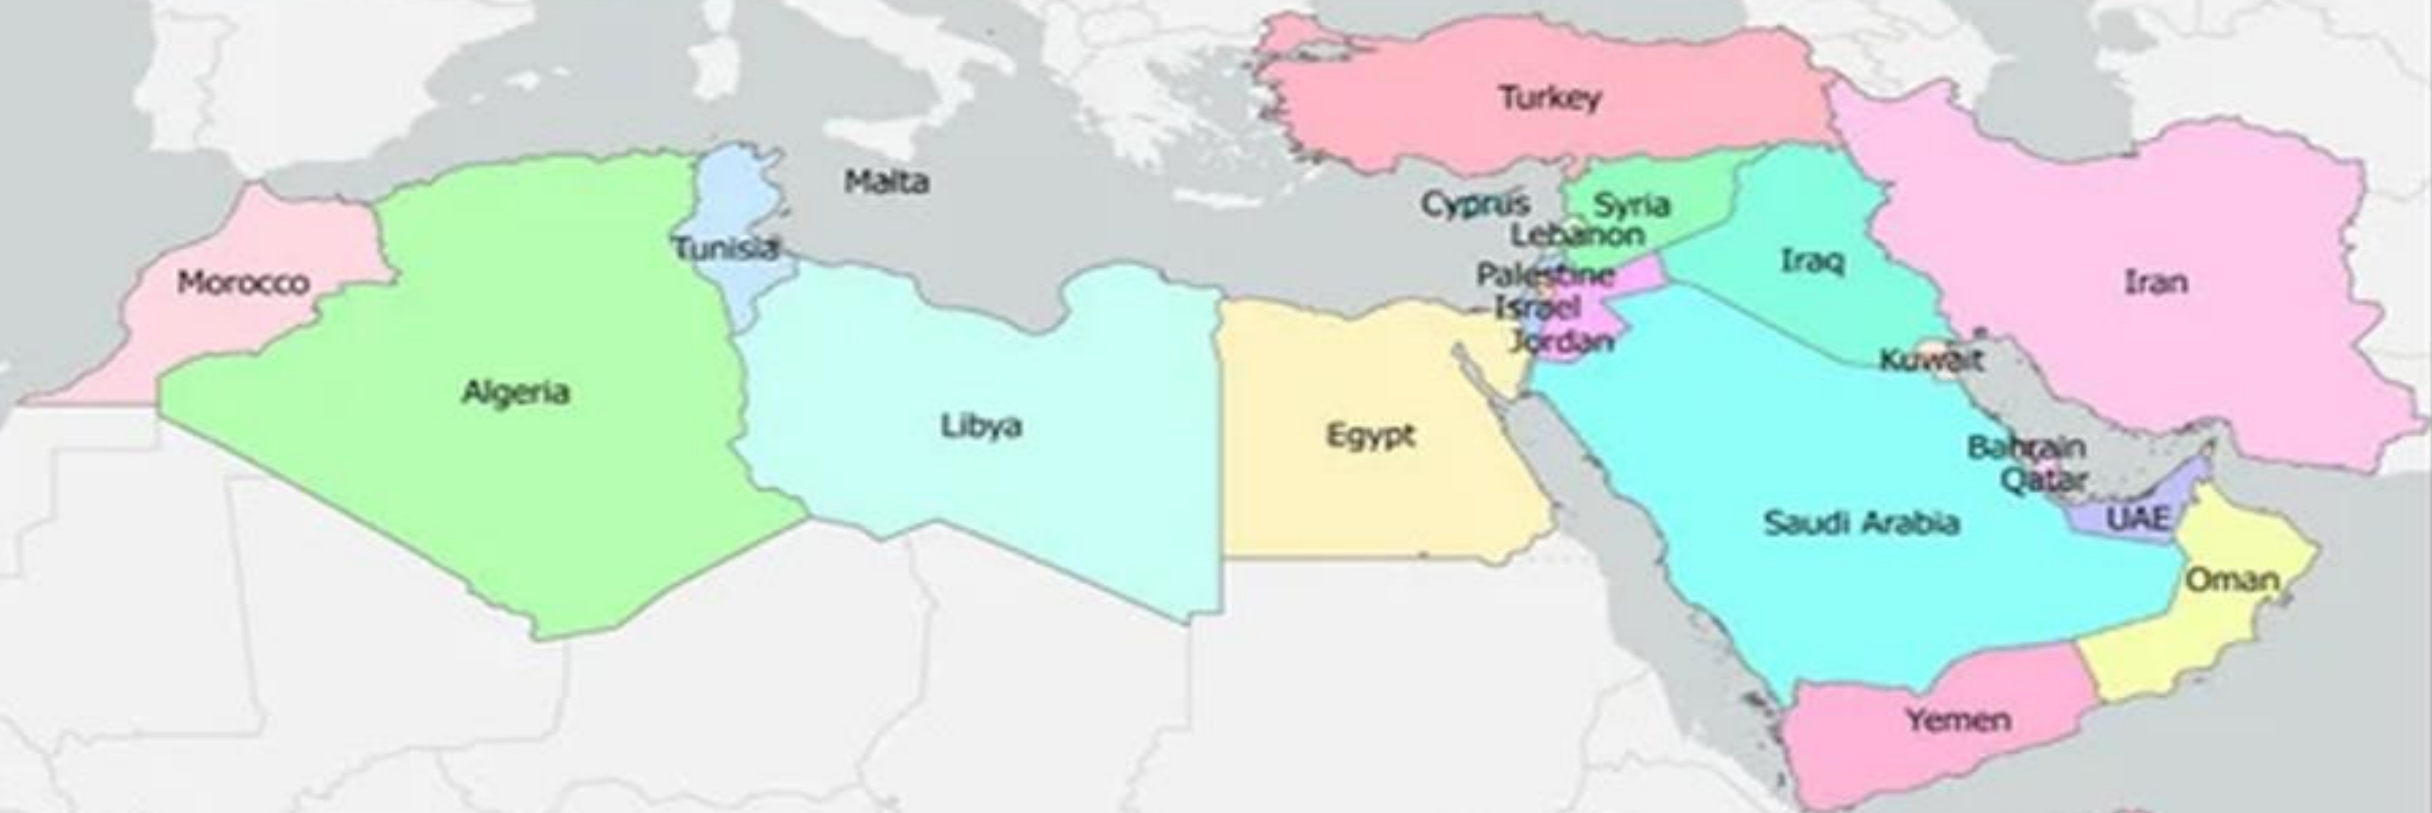 Turkey
Malta
Cyprus
Syria
Lebanon
Tunisia
Iraq
Palestine
Morocco
Iran
Israel
Jordan
Kuwait
Algeria
Libya
Egypt
Bahrain
Qatar
Saudi Arabia
UAE
Oman
Yemen